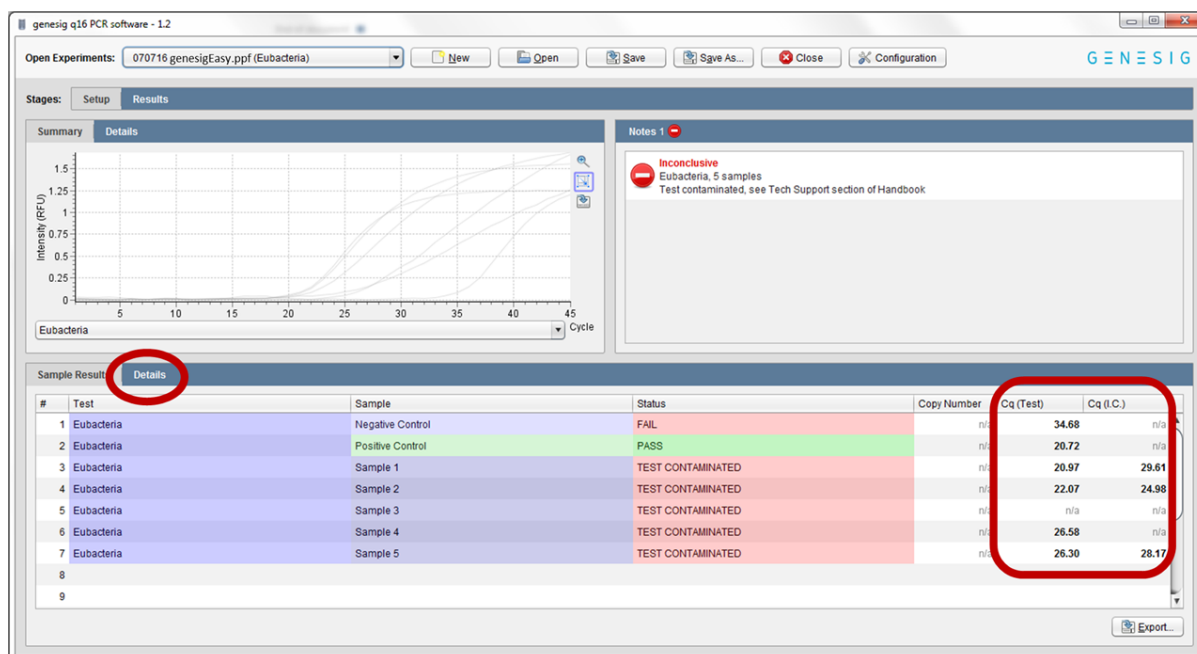 genesig q16 PCR software - 1.2
Open Experiments: 070716 genesigEasy.ppf (Eubacteria) New Open Save Save As... Close Configuration GENESIG
Stages: Setup Results
Summary Details
Notes 1
Inconclusive
Eubacteria, 5 samples
Test contaminated, see Tech Support section of Handbook
Intensity (RFU)
1.5
1.25
1
0.75
0.5
0.25
0
5 10 15 20 25 30 35 40 45
Cycle
Eubacteria
Sample Result Details
# Test Sample Status Copy Number Cq (Test) Cq (I.C.)
1 Eubacteria Negative Control FAIL n/a 34.68 n/a
2 Eubacteria Positive Control PASS n/a 20.72 n/a
3 Eubacteria Sample 1 TEST CONTAMINATED n/a 20.97 29.61
4 Eubacteria Sample 2 TEST CONTAMINATED n/a 22.07 24.98
5 Eubacteria Sample 3 TEST CONTAMINATED n/a n/a n/a
6 Eubacteria Sample 4 TEST CONTAMINATED n/a 26.58 n/a
7 Eubacteria Sample 5 TEST CONTAMINATED n/a 26.30 28.17
8
9
Export...